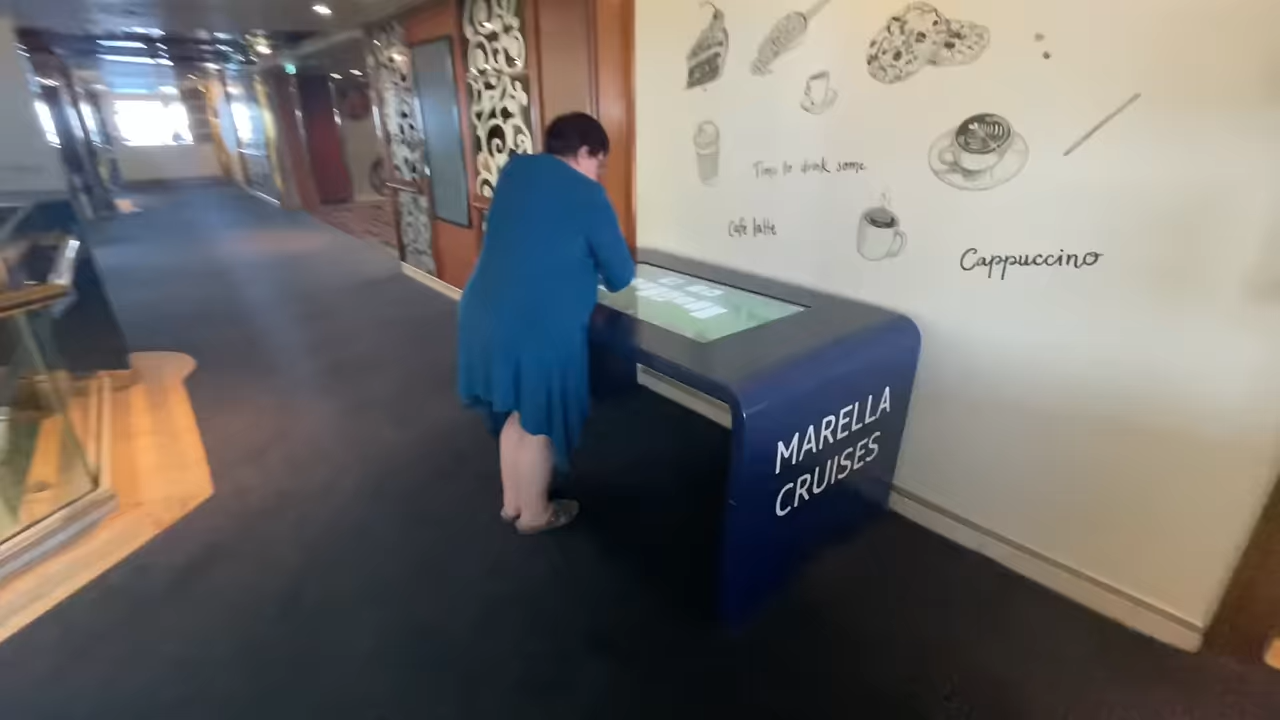 Time to drink some
Cafe latte
Cappuccino
MARELLA
CRUISES